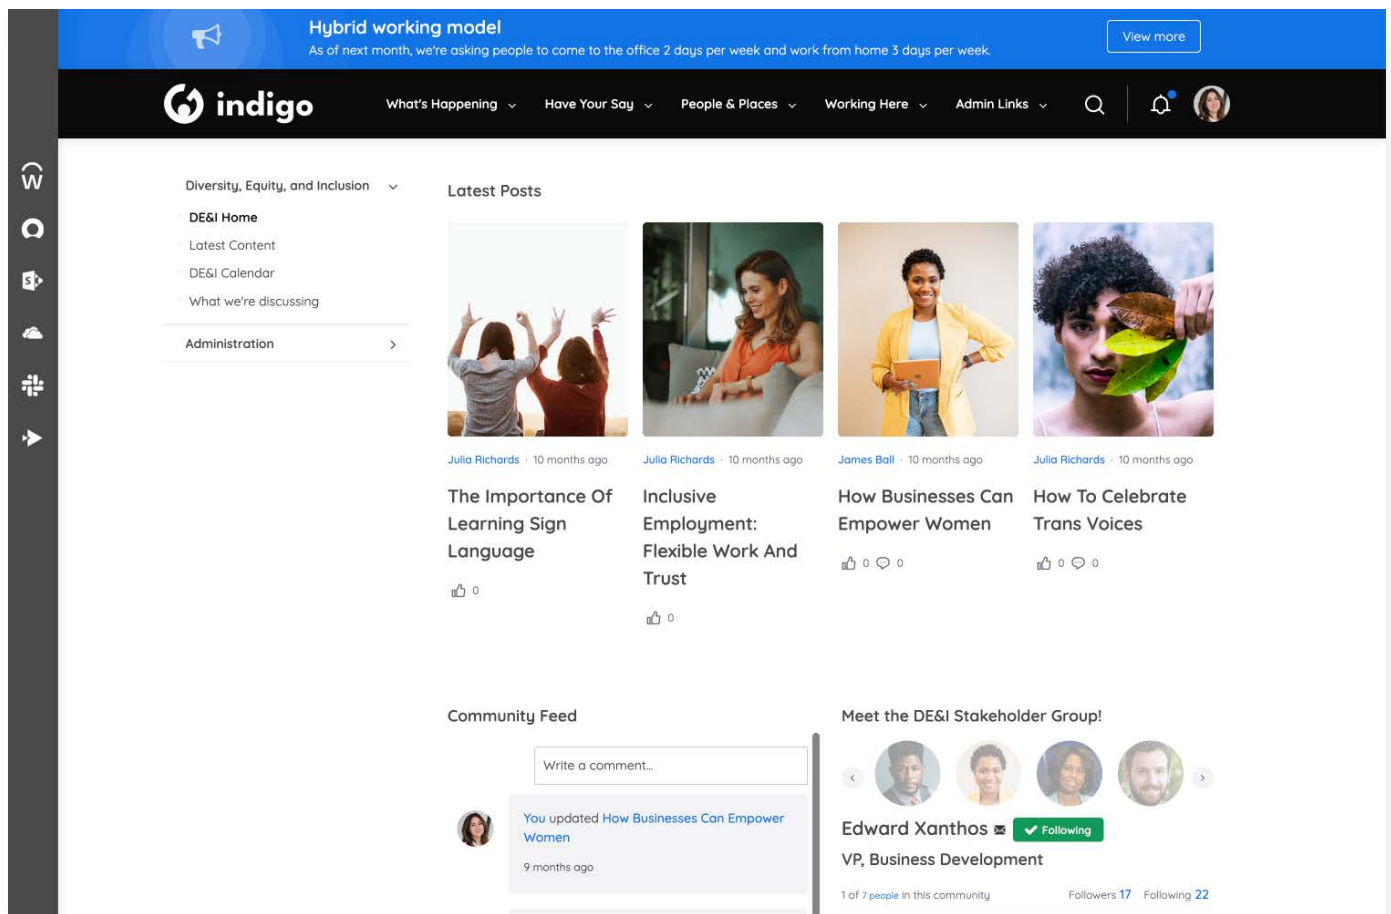 Hybrid working model
As of next month, we're asking people to come to the office 2 days per week and work from home 3 days per week.
View more
indigo
What's Happening
Have Your Say
People & Places
Working Here
Admin Links
Diversity, Equity, and Inclusion
DE&I Home
Latest Content
DE&I Calendar
What we're discussing
Administration
Latest Posts
Julia Richards · 10 months ago
The Importance Of
Learning Sign
Language
0
Julia Richards · 10 months ago
Inclusive
Employment:
Flexible Work And
Trust
0
James Ball · 10 months ago
How Businesses Can
Empower Women
0 0
Julia Richards · 10 months ago
How To Celebrate
Trans Voices
0 0
Community Feed
Write a comment...
You updated How Businesses Can Empower
Women
9 months ago
Meet the DE&I Stakeholder Group!
Edward Xanthos
Following
VP, Business Development
1 of 7 people in this community
Followers 17 Following 22